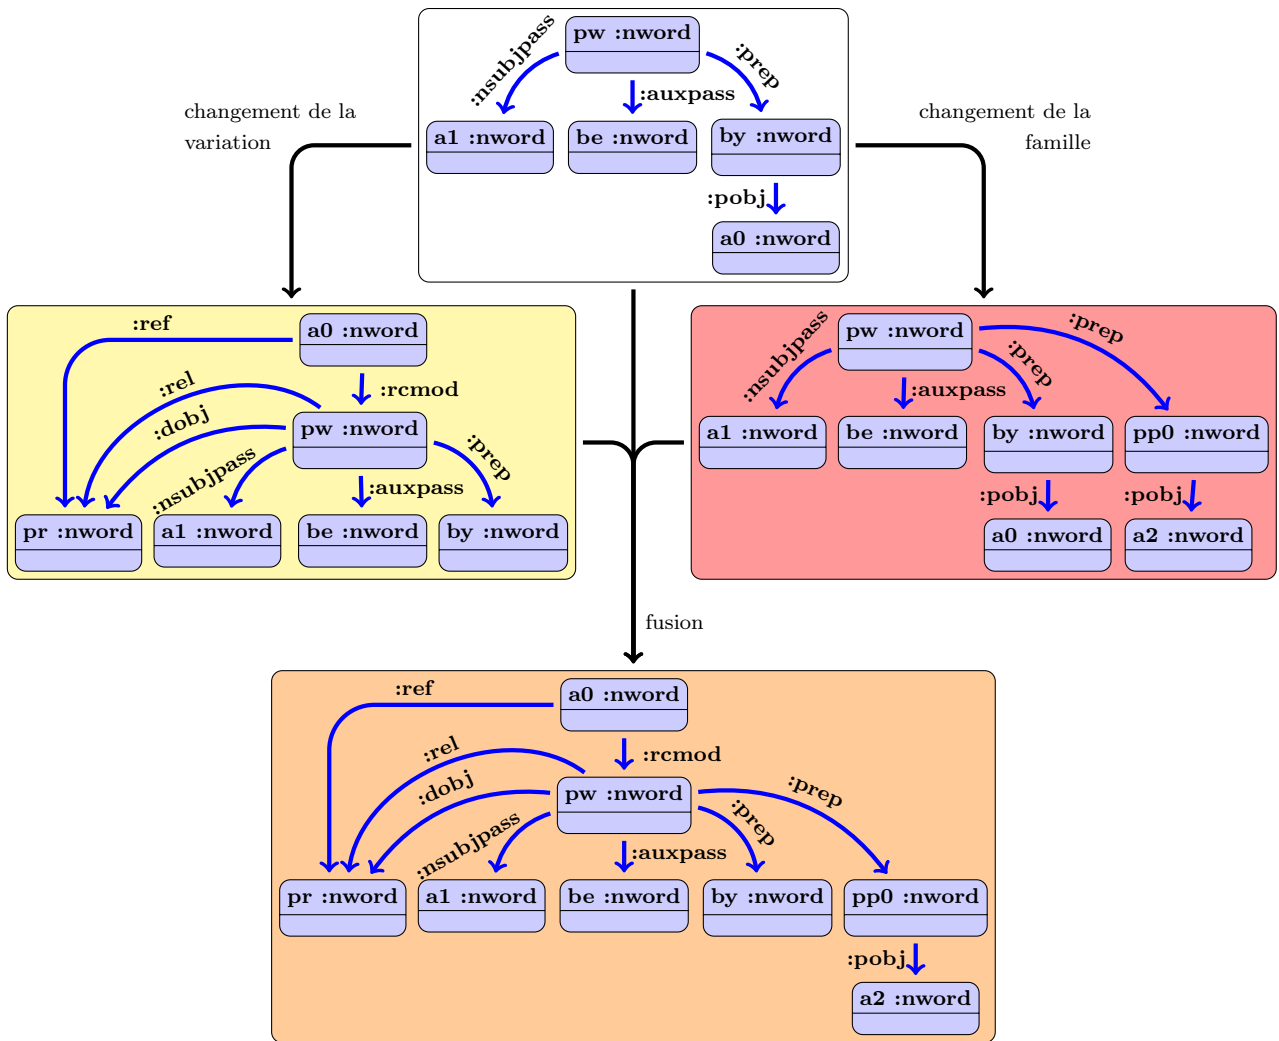 pw :nword
:nsubjpass
:auxpass
:prep
a1 :nword
be :nword
by :nword
:pobj
a0 :nword
changement de la
variation
changement de la
famille
:ref
a0 :nword
:rcmod
:rel
:dobj
pw :nword
:nsubjpass
:auxpass
:prep
pr :nword
a1 :nword
be :nword
by :nword
pw :nword
:nsubjpass
:auxpass
:prep
:prep
a1 :nword
be :nword
by :nword
pp0 :nword
:pobj
:pobj
a0 :nword
a2 :nword
fusion
:ref
a0 :nword
:rcmod
:rel
:dobj
pw :nword
:nsubjpass
:auxpass
:prep
:prep
pr :nword
a1 :nword
be :nword
by :nword
pp0 :nword
:pobj
a2 :nword